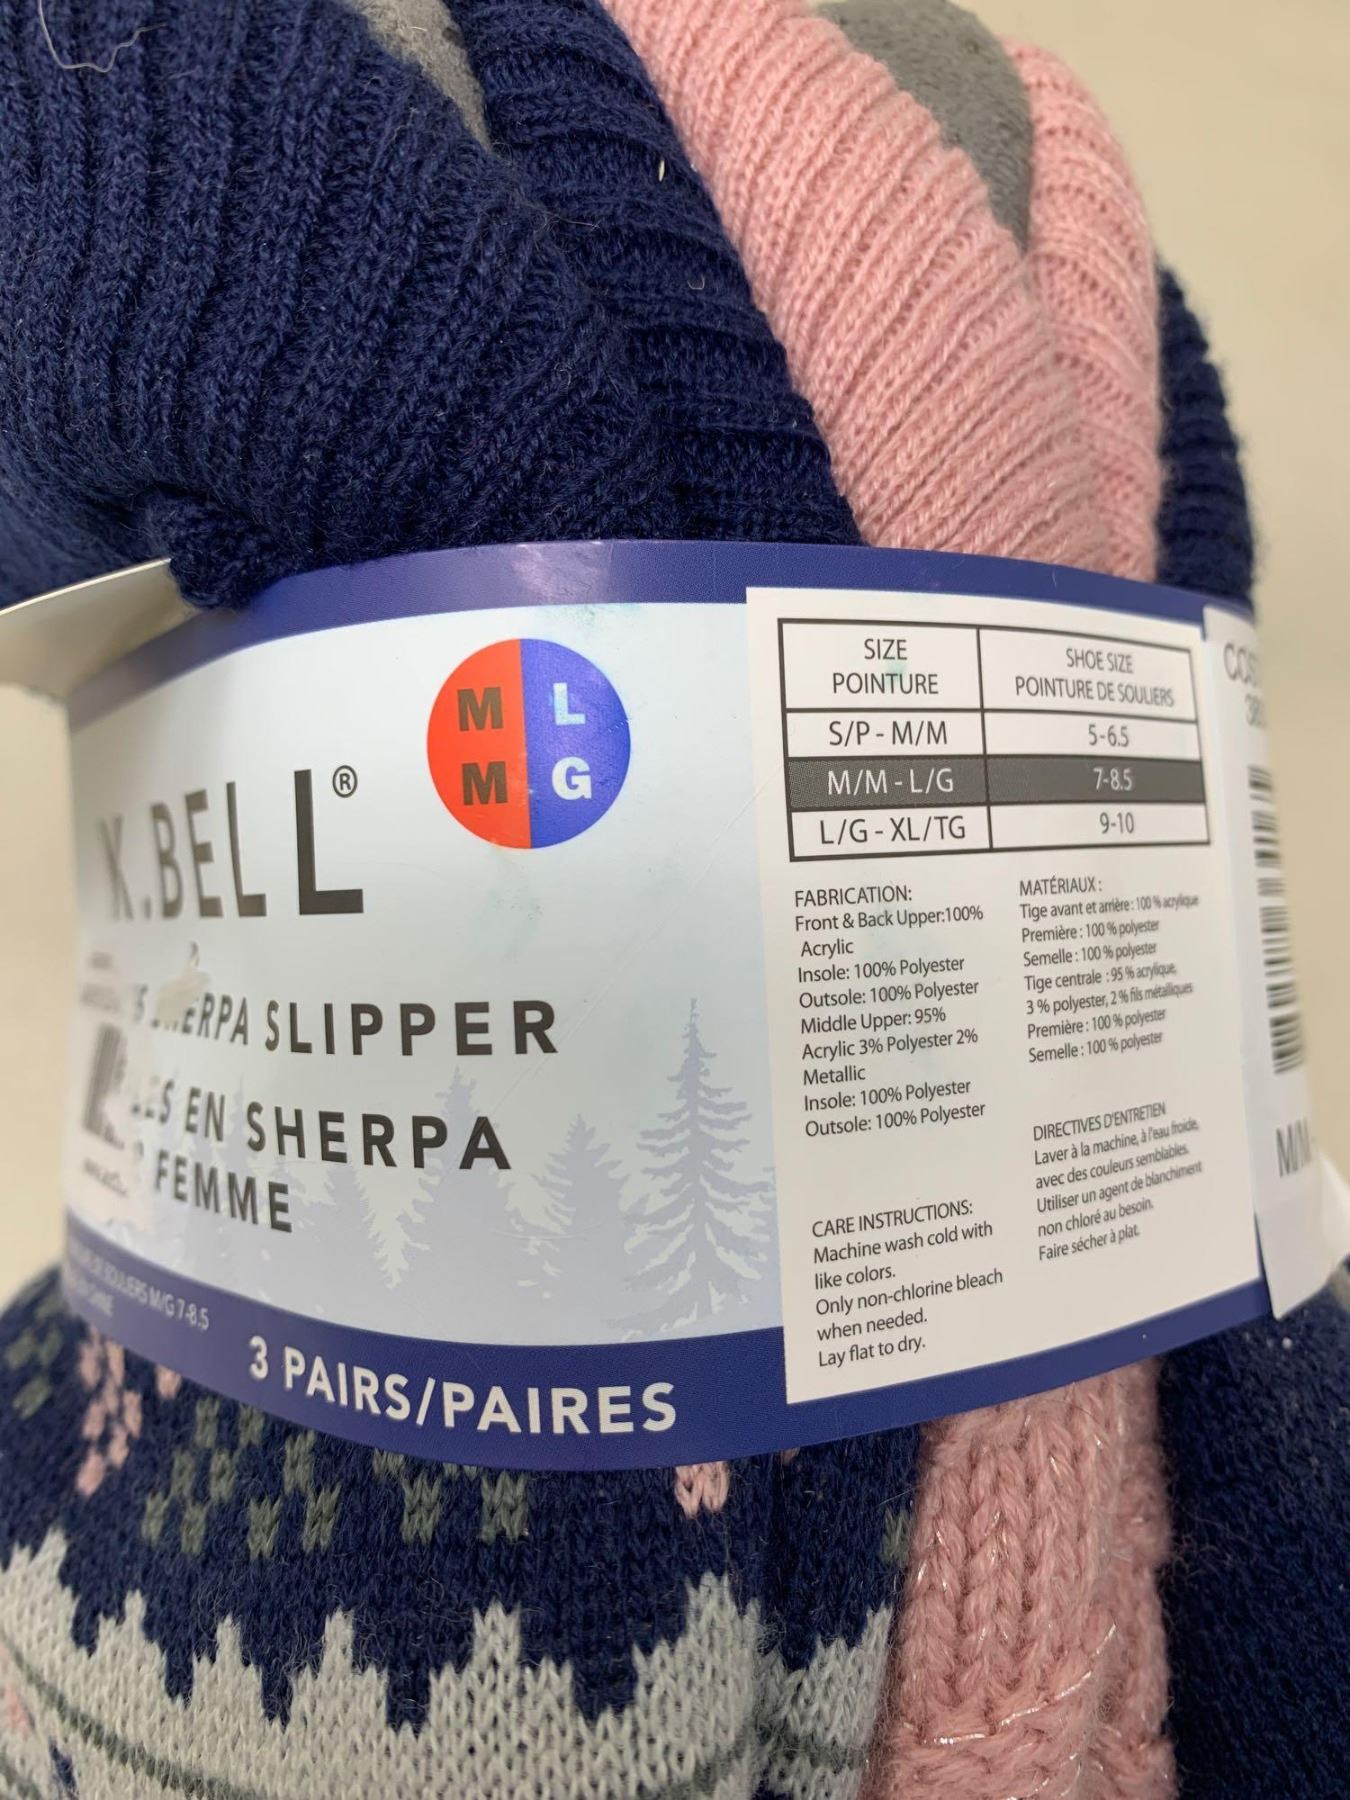 M L
M G
K.BELL®
SHERPA SLIPPER
EN SHERPA
FEMME
M/G 7-8.5
3 PAIRS/PAIRES
SIZE
POINTURE
SHOE SIZE
POINTURE DE SOULIERS
S/P - M/M 5-6.5
M/M - L/G 7-8.5
L/G - XL/TG 9-10
FABRICATION:
Front & Back Upper:100%
Acrylic
Insole: 100% Polyester
Outsole: 100% Polyester
Middle Upper: 95%
Acrylic 3% Polyester 2%
Metallic
Insole: 100% Polyester
Outsole: 100% Polyester
CARE INSTRUCTIONS:
Machine wash cold with
like colors.
Only non-chlorine bleach
when needed.
Lay flat to dry.
MATÉRIAUX :
Tige avant et arrière : 100 % acrylique
Première : 100 % polyester
Semelle : 100 % polyester
Tige centrale : 95 % acrylique,
3 % polyester, 2 % fils métalliques
Première : 100 % polyester
Semelle : 100 % polyester
DIRECTIVES D'ENTRETIEN
Laver à la machine, à l'eau froide,
avec des couleurs semblables.
Utiliser un agent de blanchiment
non chloré au besoin.
Faire sécher à plat.
M/M